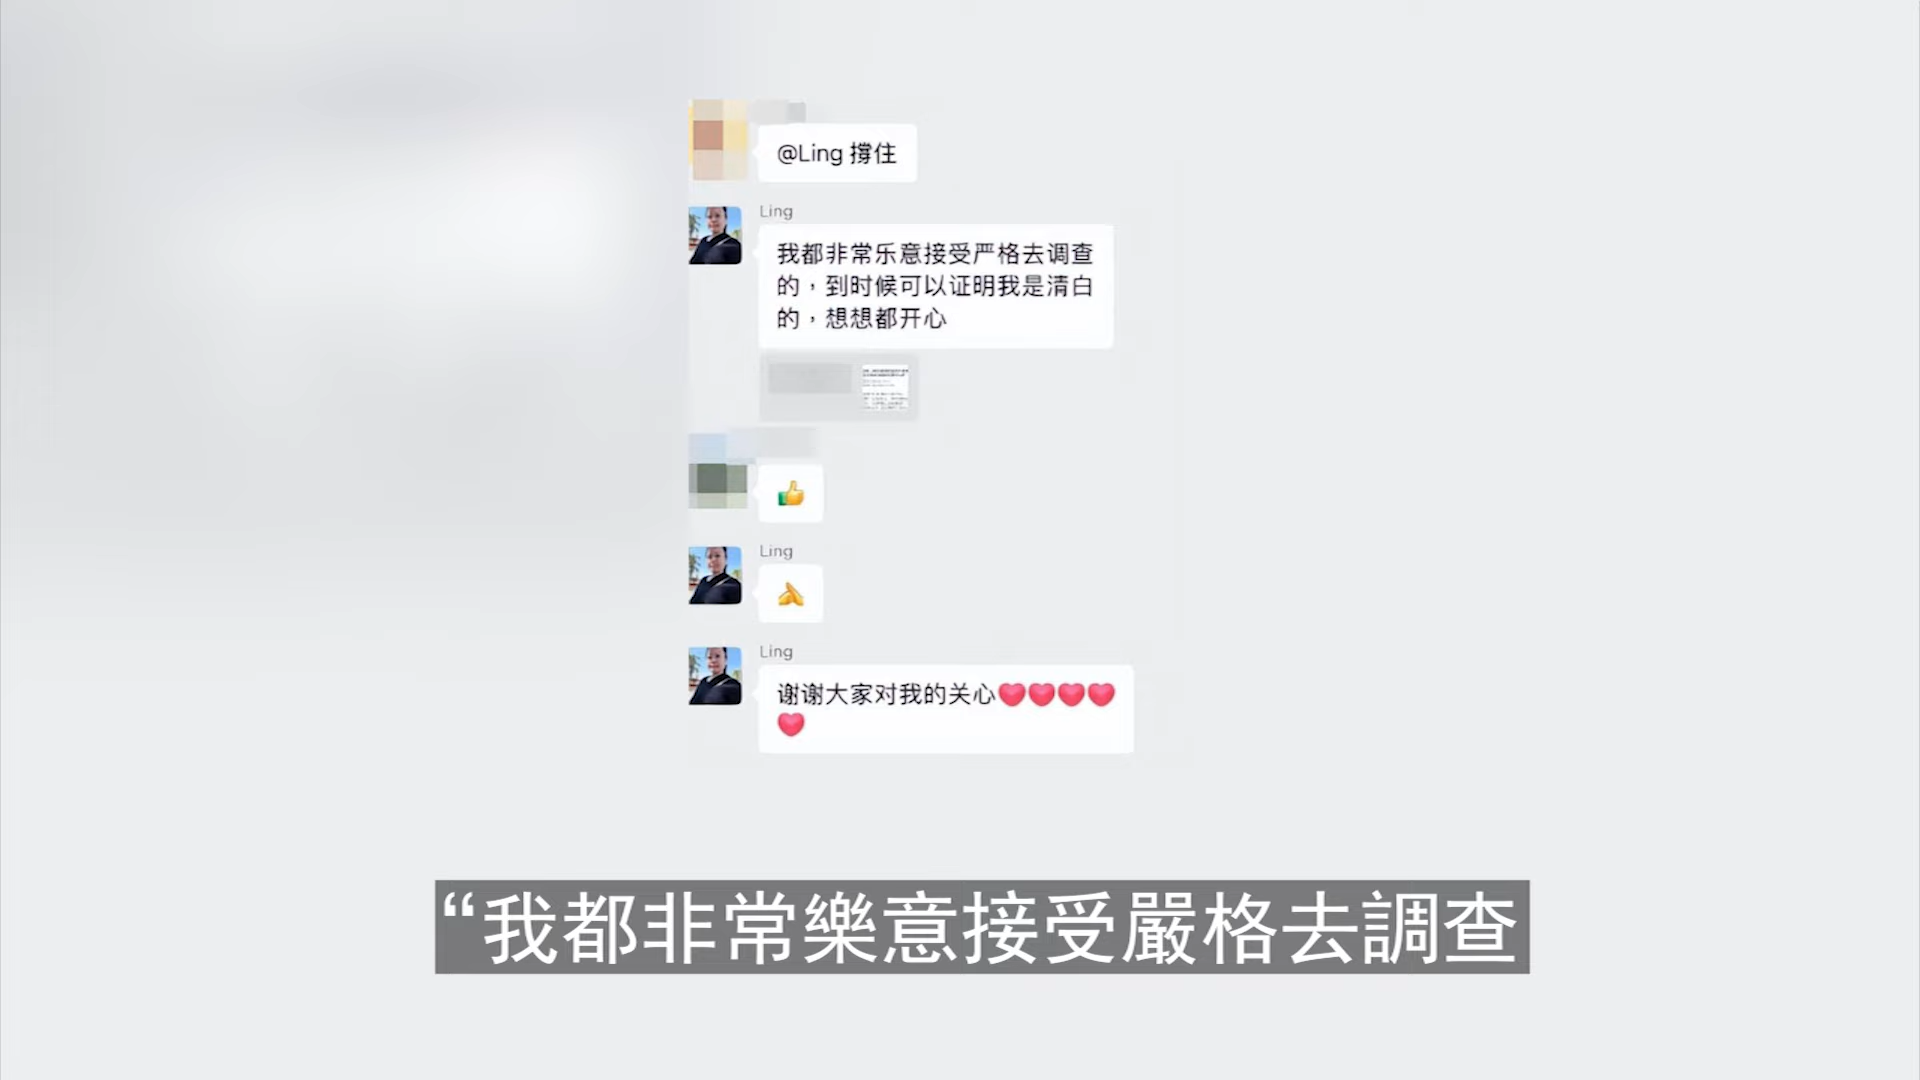 @Ling 撐住
Ling
我都非常乐意接受严格去调查
的，到时候可以证明我是清白
的，想想都开心
Ling
Ling
谢谢大家对我的关心❤️❤️❤️❤️
❤️
“我都非常樂意接受嚴格去調查